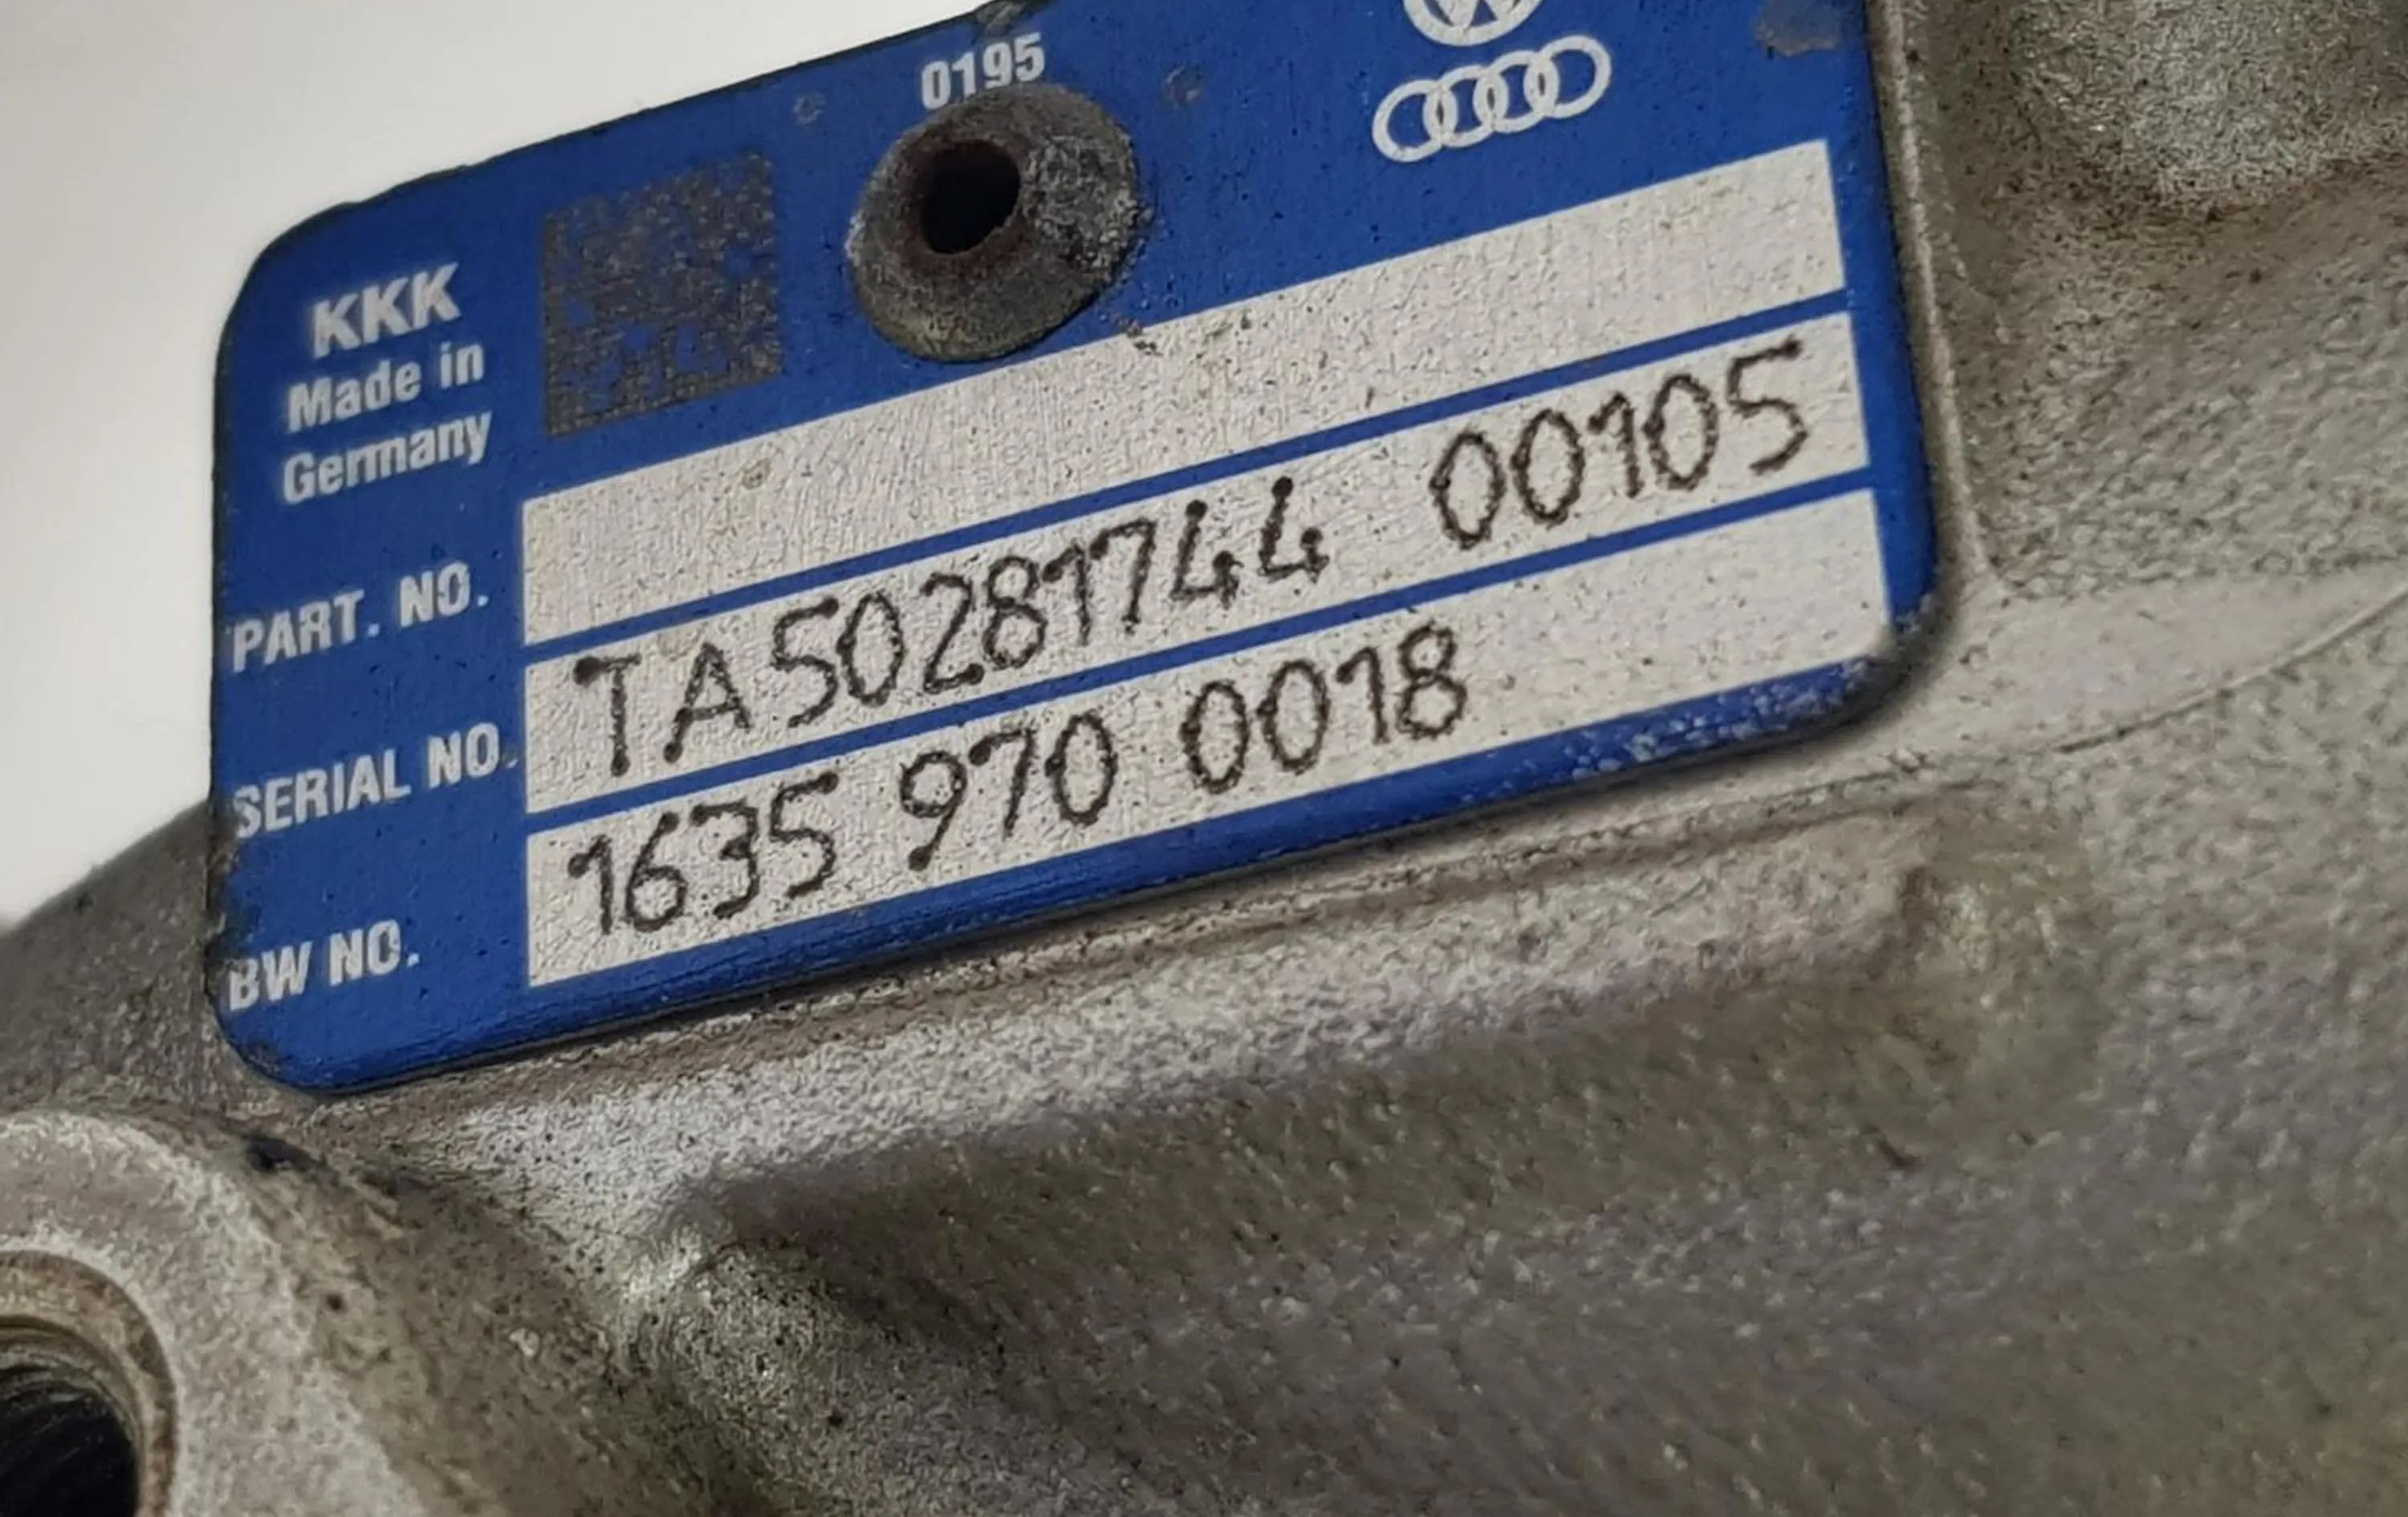 0195
KKK
Made in
Germany
PART. NO.
SERIAL NO. TA50281744 00105
BW NO. 1635 970 0018